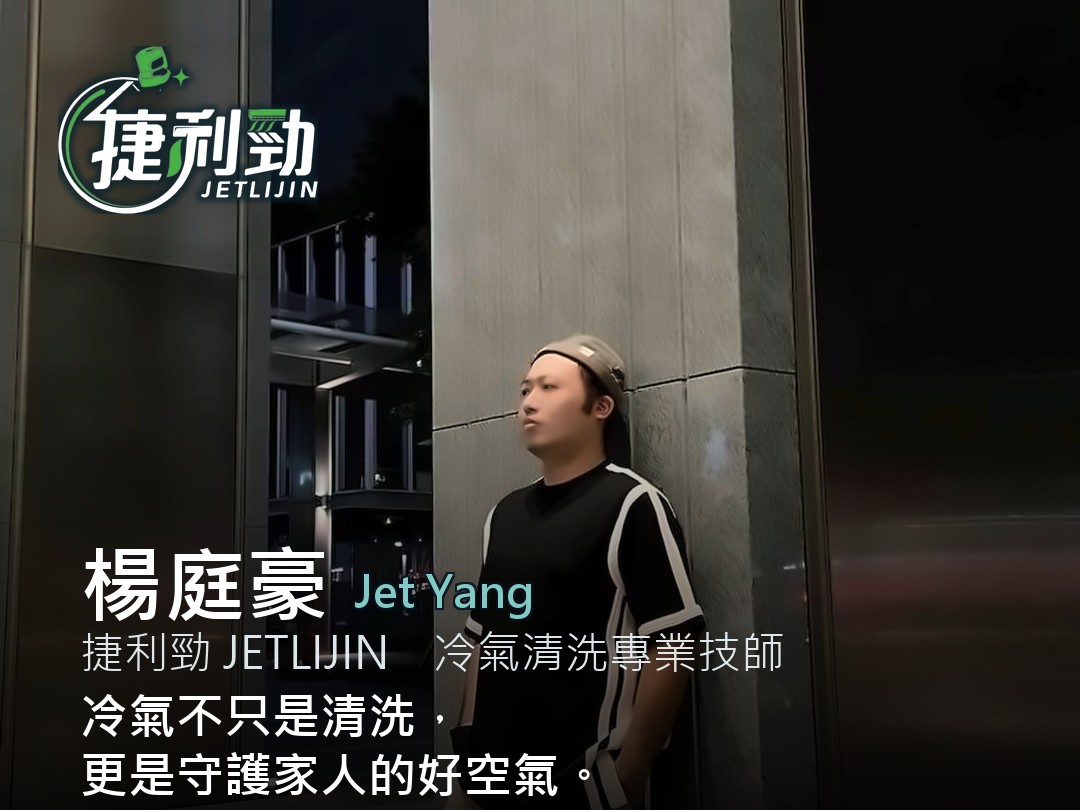 捷利勁
JETLIJIN
楊庭豪 Jet Yang
捷利勁 JETLIJIN 冷氣清洗專業技師
冷氣不只是清洗，
更是守護家人的好空氣。